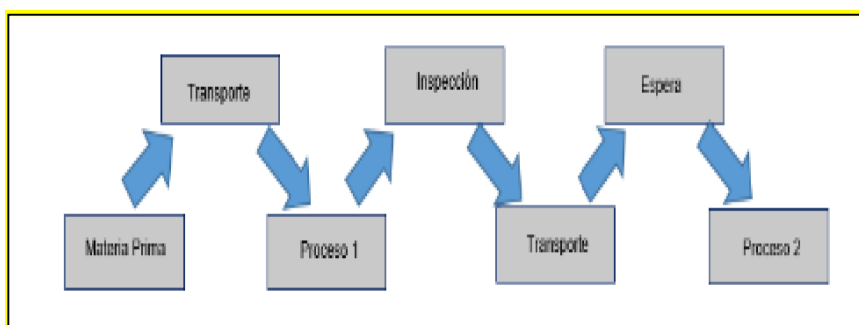 Materia Prima
Transporte
Proceso 1
Inspección
Transporte
Espera
Proceso 2